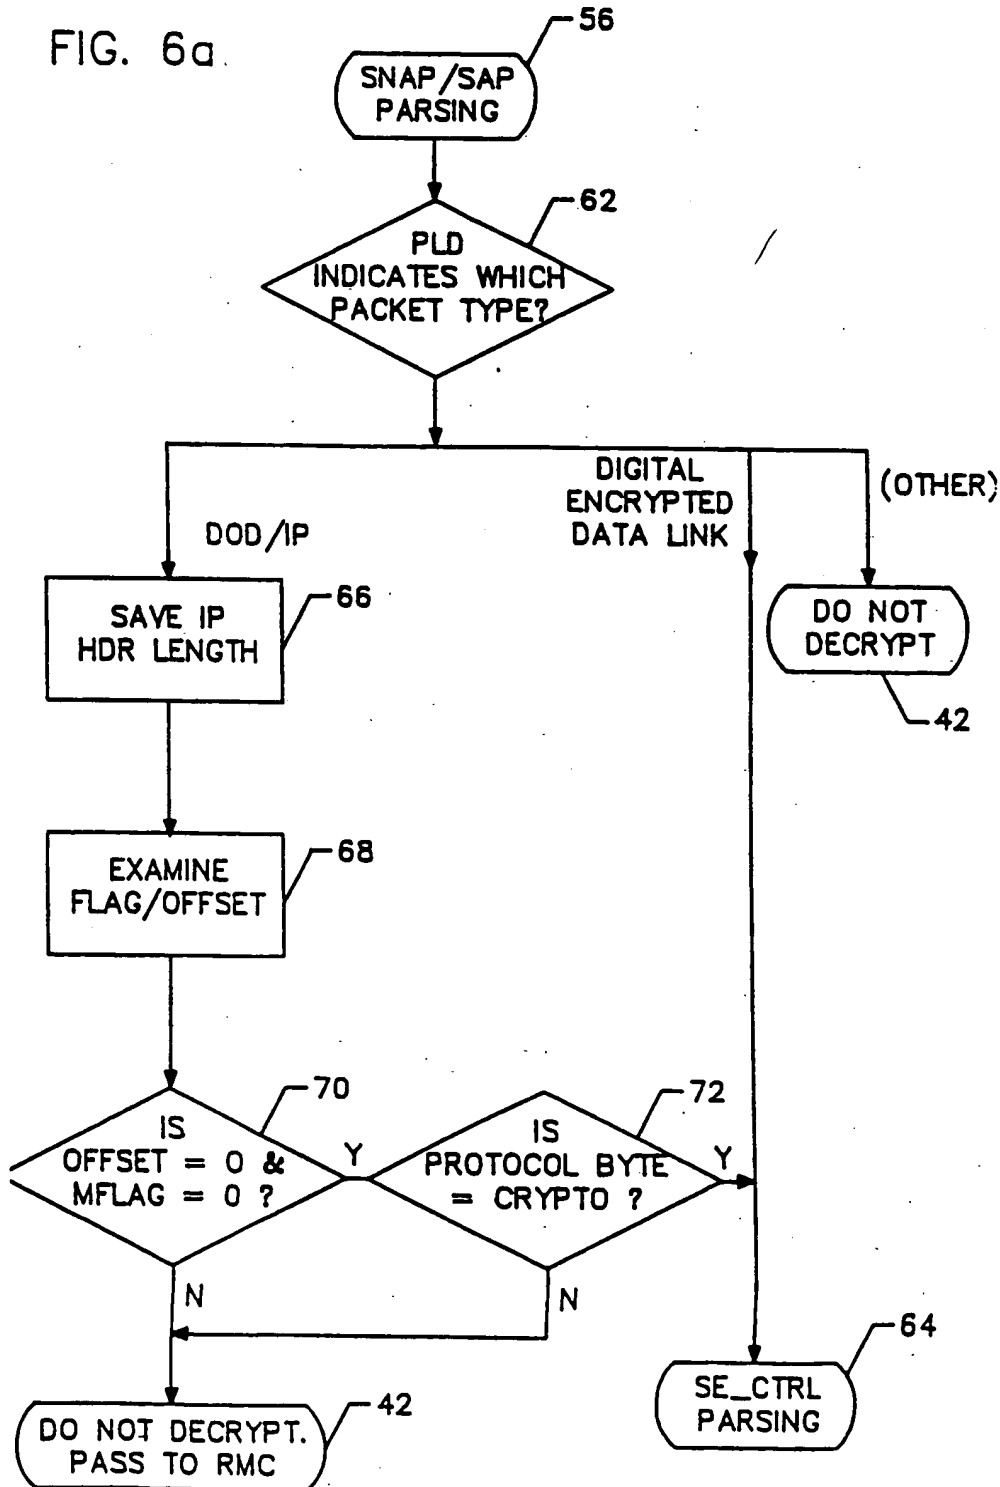 FIG. 6a
56
SNAP/SAP
PARSING
62
PLD
INDICATES WHICH
PACKET TYPE?
DIGITAL
ENCRYPTED
DATA LINK
(OTHER)
DOD/IP
66
SAVE IP
HDR LENGTH
DO NOT
DECRYPT
42
68
EXAMINE
FLAG/OFFSET
70
IS
OFFSET = 0 &
MFLAG = 0 ?
Y
72
IS
PROTOCOL BYTE
= CRYPTO ?
Y
N
N
64
SE_CTRL
PARSING
42
DO NOT DECRYPT.
PASS TO RMC